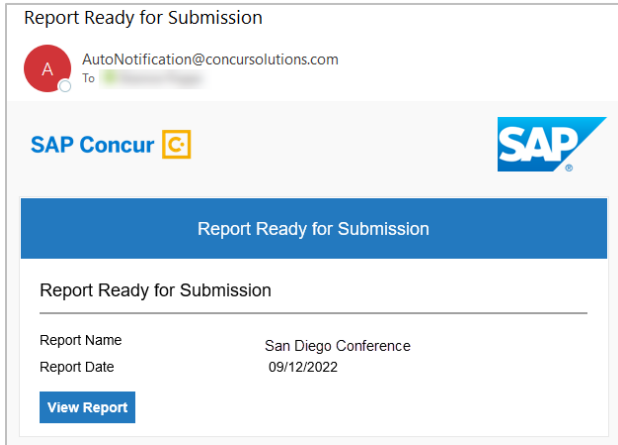 Report Ready for Submission
A
AutoNotification@concursolutions.com
To
SAP Concur C
SAP
Report Ready for Submission
Report Ready for Submission
Report Name San Diego Conference
Report Date 09/12/2022
View Report